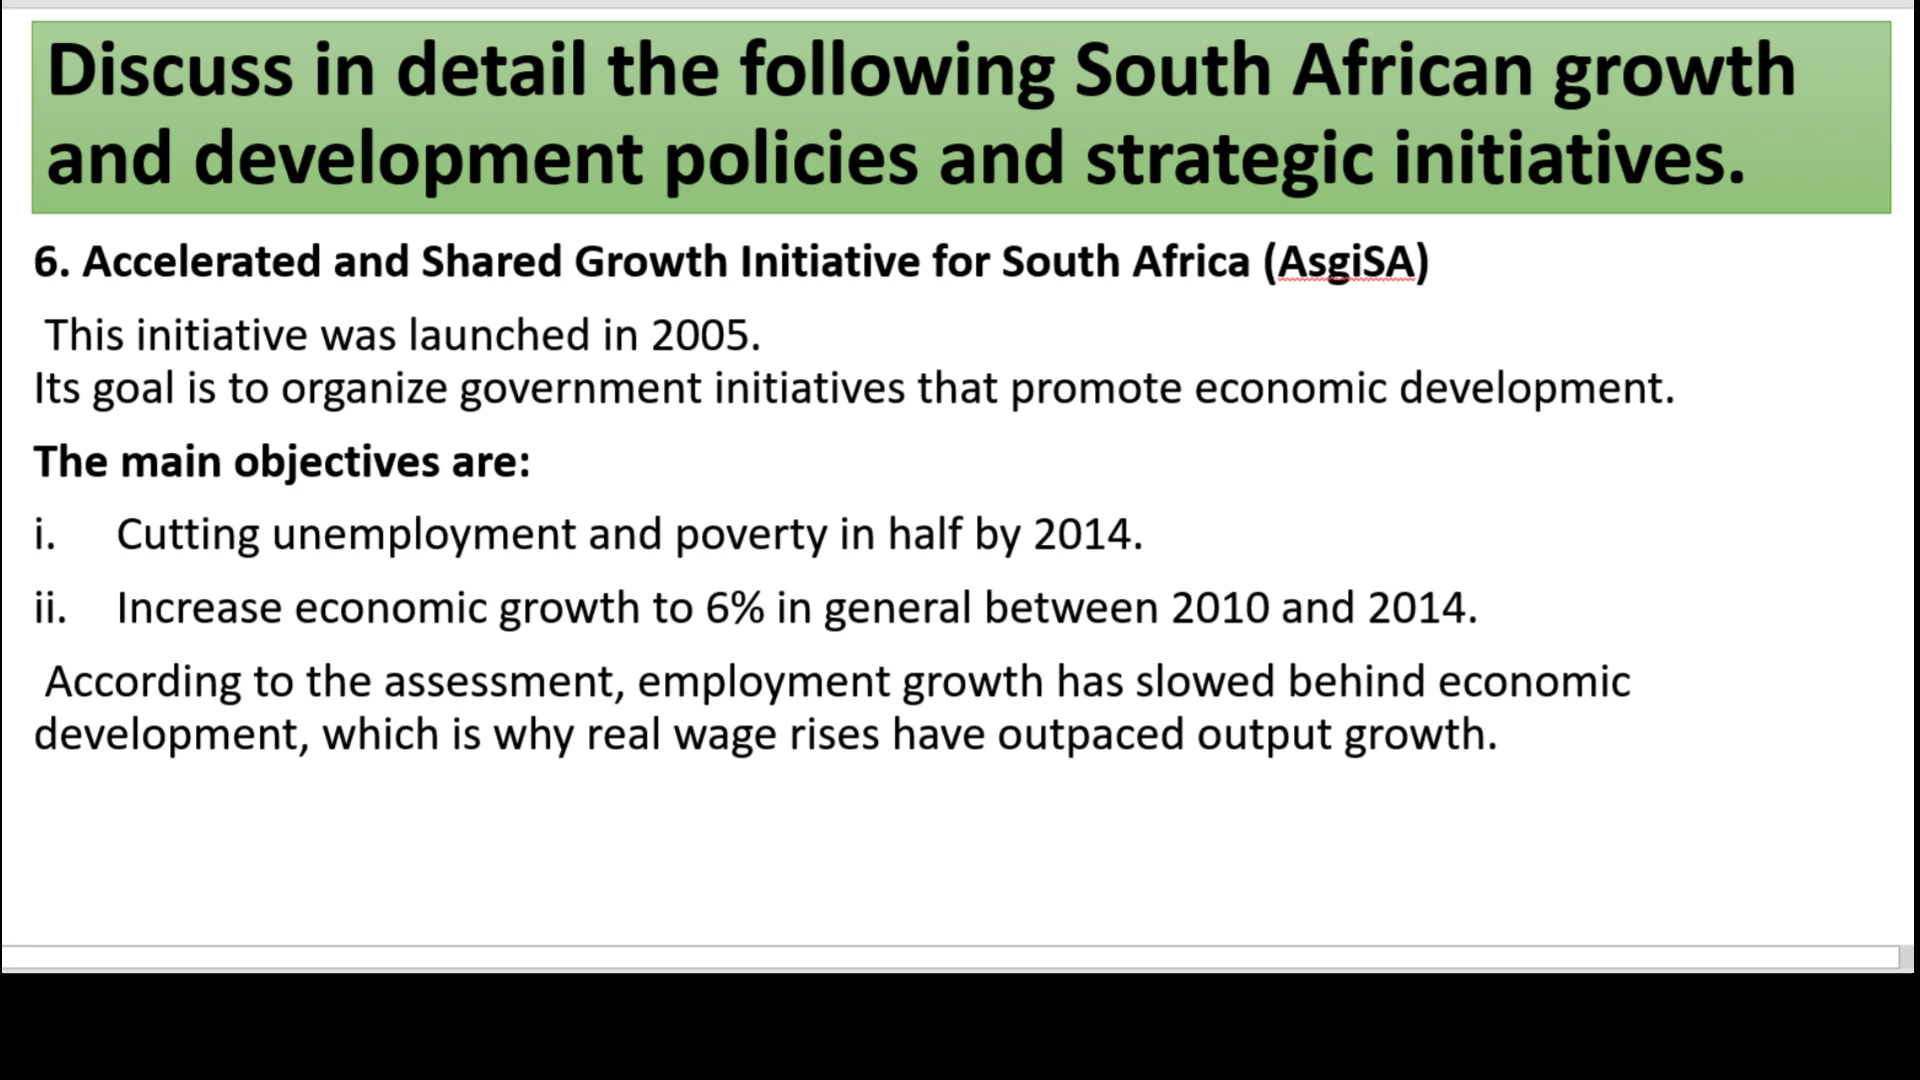 Discuss in detail the following South African growth
and development policies and strategic initiatives.
6. Accelerated and Shared Growth Initiative for South Africa (AsgiSA)
This initiative was launched in 2005.
Its goal is to organize government initiatives that promote economic development.
The main objectives are:
i. Cutting unemployment and poverty in half by 2014.
ii. Increase economic growth to 6% in general between 2010 and 2014.
According to the assessment, employment growth has slowed behind economic
development, which is why real wage rises have outpaced output growth.